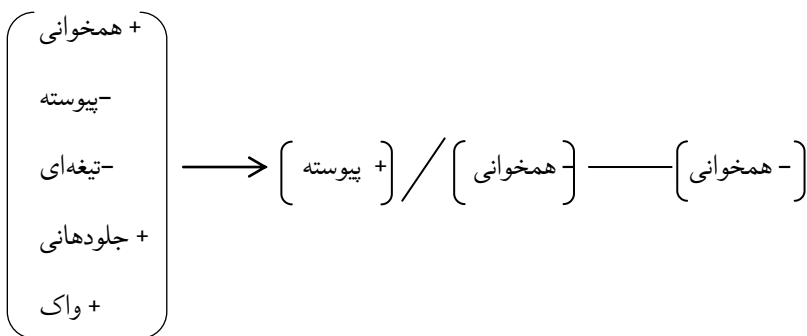 + همخوانی
–پیوسته
–تیغه‌ای
+ جلودهانی
+ واک
+ پیوسته
– همخوانی
– همخوانی